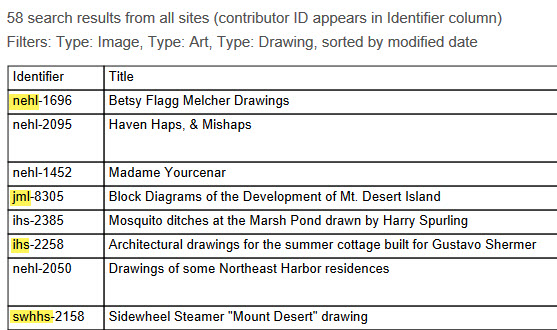 58 search results from all sites (contributor ID appears in Identifier column)
Filters: Type: Image, Type: Art, Type: Drawing, sorted by modified date
Identifier Title
nehl-1696 Betsy Flagg Melcher Drawings
nehl-2095 Haven Haps, & Mishaps
nehl-1452 Madame Yourcenar
jml-8305 Block Diagrams of the Development of Mt. Desert Island
ihs-2385 Mosquito ditches at the Marsh Pond drawn by Harry Spurling
ihs-2258 Architectural drawings for the summer cottage built for Gustavo Shermer
nehl-2050 Drawings of some Northeast Harbor residences
swhhs-2158 Sidewheel Steamer "Mount Desert" drawing